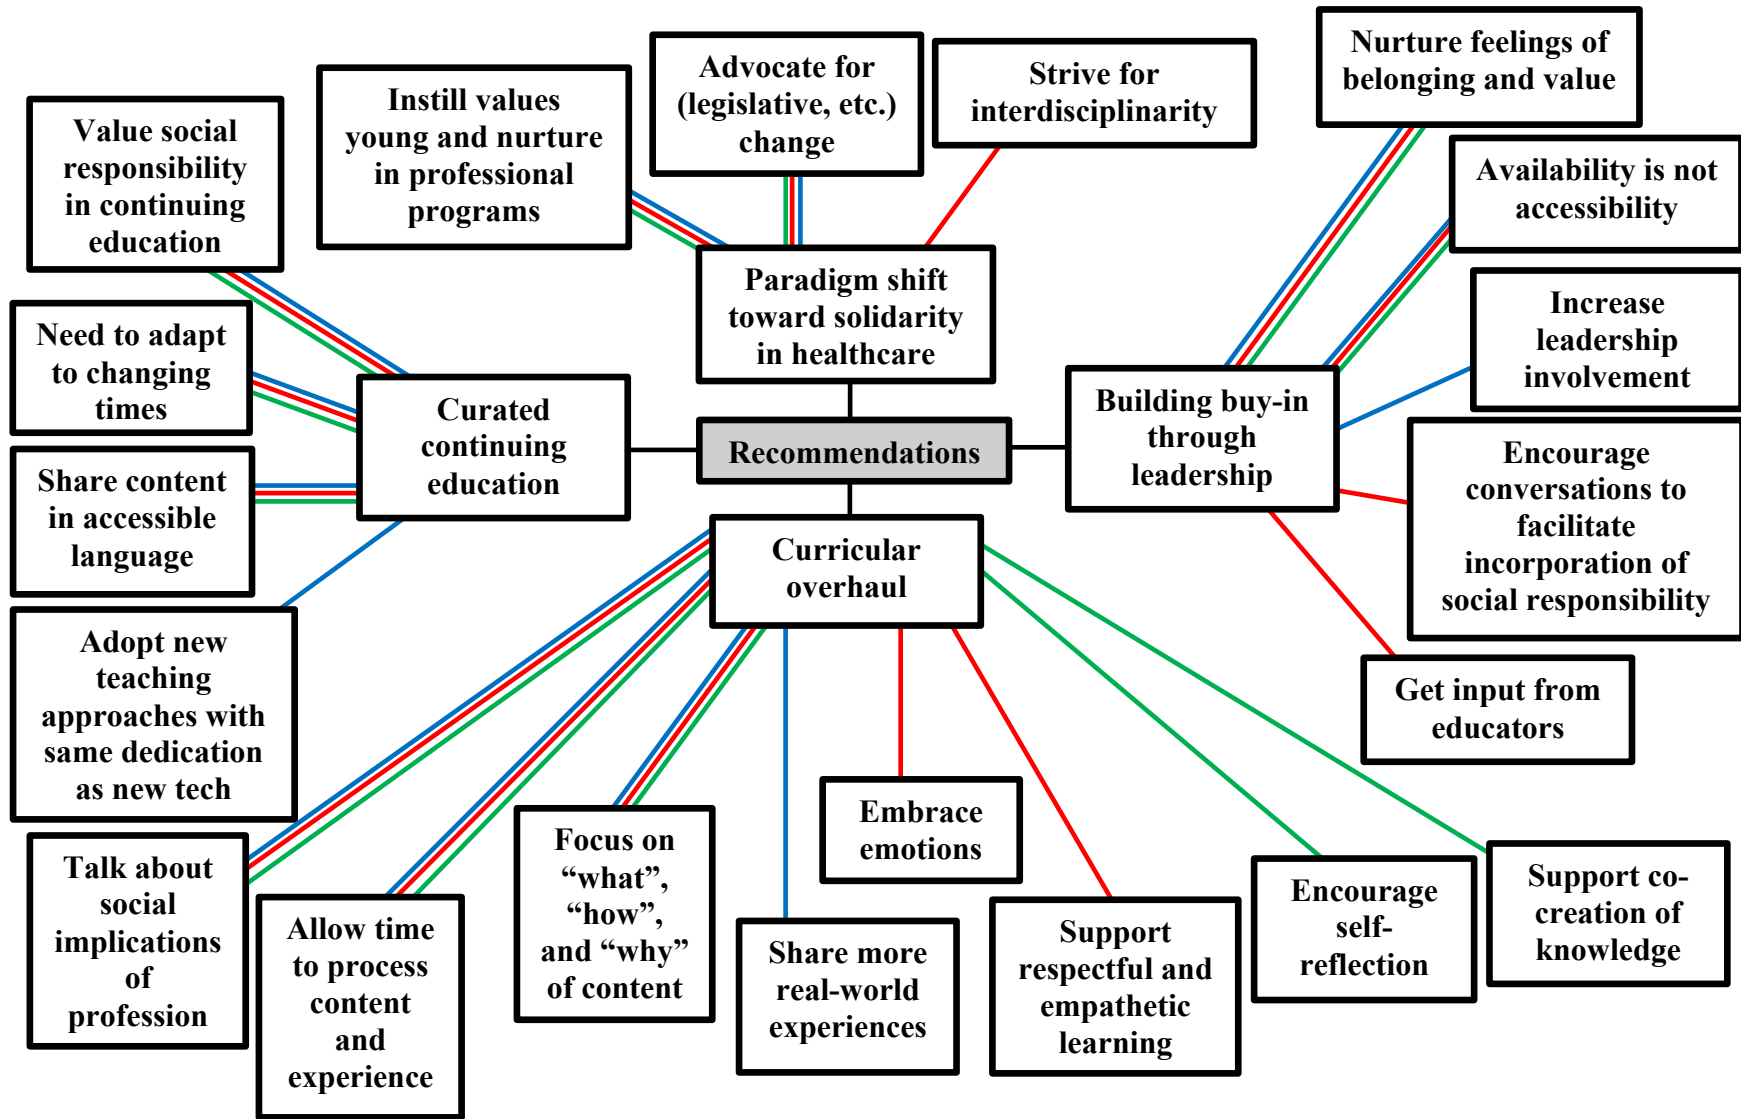 Nurture feelings of
belonging and value
Advocate for
(legislative, etc.)
change
Strive for
interdisciplinarity
Instill values
young and nurture
in professional
programs
Value social
responsibility
in continuing
education
Availability is not
accessibility
Paradigm shift
toward solidarity
in healthcare
Increase
leadership
involvement
Need to adapt
to changing
times
Curated
continuing
education
Recommendations
Building buy-in
through
leadership
Share content
in accessible
language
Encourage
conversations to
facilitate
incorporation of
social responsibility
Curricular
overhaul
Adopt new
teaching
approaches with
same dedication
as new tech
Get input from
educators
Talk about
social
implications
of
profession
Allow time
to process
content
and
experience
Focus on
“what”,
“how”,
and “why”
of content
Share more
real-world
experiences
Embrace
emotions
Support
respectful and
empathetic
learning
Encourage
self-
reflection
Support co-
creation of
knowledge